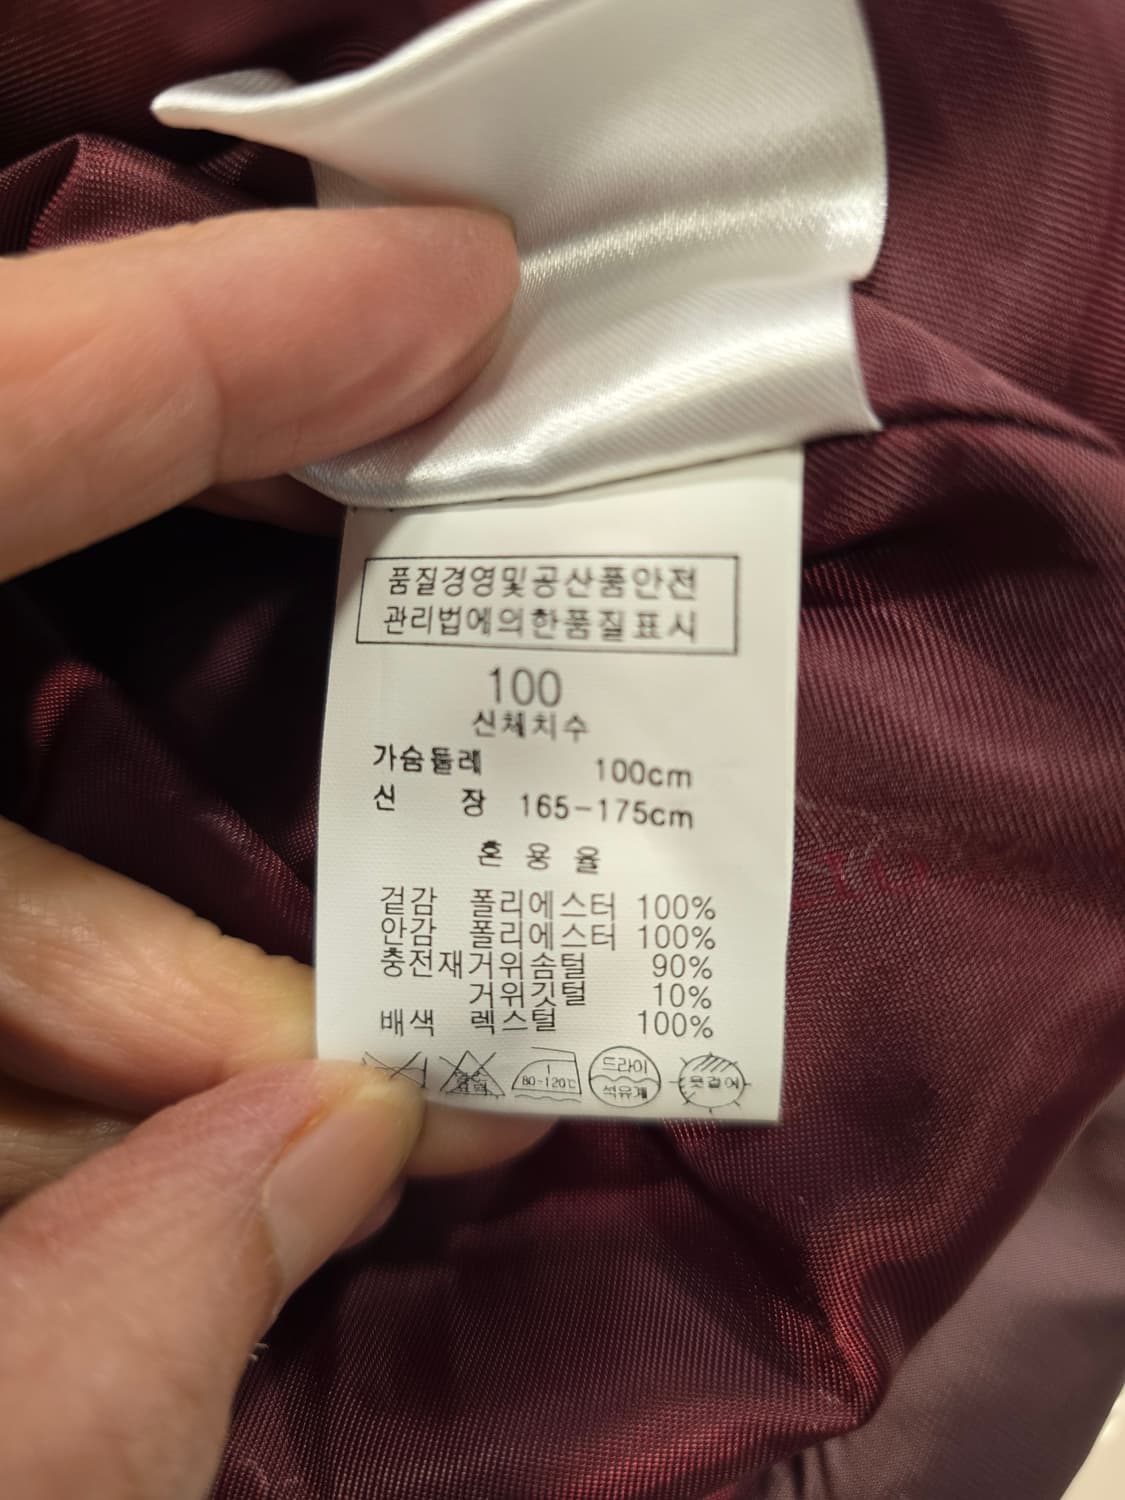 품질경영및공산품안전
관리법에의한품질표시
100
신체치수
가슴둘레 100cm
신 장 165-175cm
혼 용 율
겉감 폴리에스터 100%
안감 폴리에스터 100%
충전재 거위솜털 90%
거위깃털 10%
배색 렉스털 100%
1
80-120℃
드라이
석유계
옷걸이